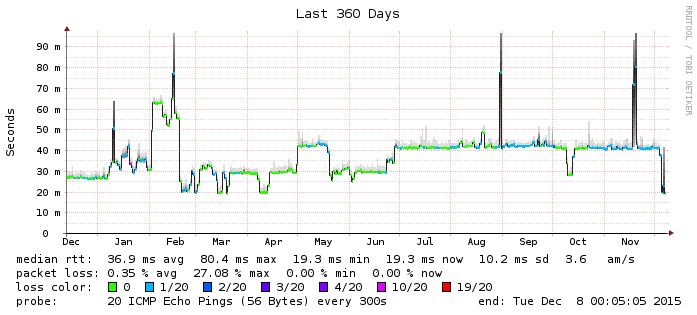 Last 360 Days
RRDTOOL / TOBI OETIKER
Seconds
90 m
80 m
70 m
60 m
50 m
40 m
30 m
20 m
10 m
0
Dec Jan Feb Mar Apr May Jun Jul Aug Sep Oct Nov
median rtt: 36.9 ms avg 80.4 ms max 19.3 ms min 19.3 ms now 10.2 ms sd 3.6 am/s
packet loss: 0.35 % avg 27.08 % max 0.00 % min 0.00 % now
loss color: 0 1/20 2/20 3/20 4/20 10/20 19/20
probe: 20 ICMP Echo Pings (56 Bytes) every 300s end: Tue Dec 8 00:05:05 2015